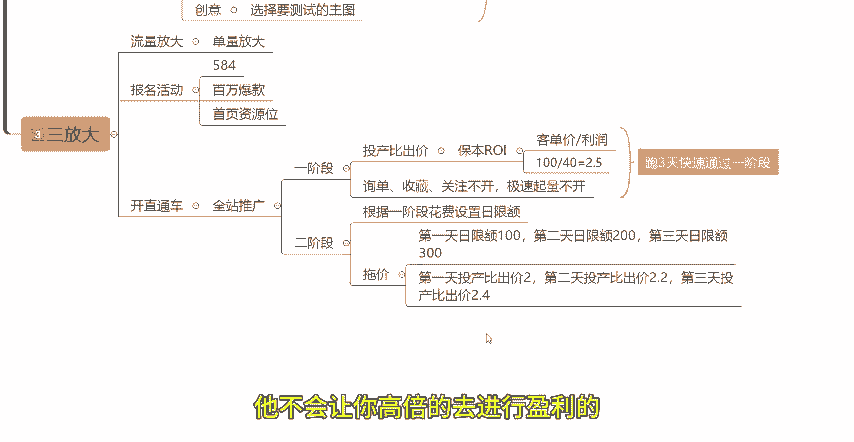 创意
选择要测试的主图
流量放大
单量放大
584
报名活动
百万爆款
首页资源位
三放大
客单价/利润
投产比出价
保本ROI
100/40=2.5
一阶段
跑3天快速通过一阶段
询单、收藏、关注不开，极速起量不开
开直通车
全站推广
根据一阶段花费设置日限额
二阶段
第一天日限额100，第二天日限额200，第三天日限额
300
拖价
第一天投产比出价2，第二天投产比出价2.2，第三天投
产比出价2.4
他不会让你高倍的去进行盈利的